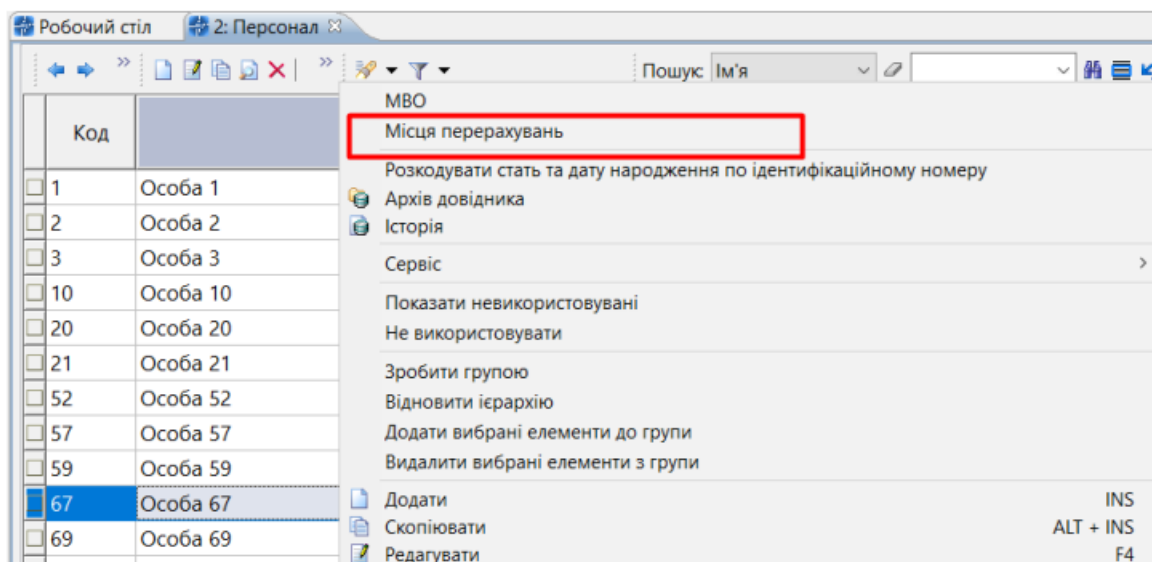 Робочий стіл 2: Персонал
Пошук: Ім'я
Код
1 Особа 1
2 Особа 2
3 Особа 3
10 Особа 10
20 Особа 20
21 Особа 21
52 Особа 52
57 Особа 57
59 Особа 59
67 Особа 67
69 Особа 69
МВО
Місця перерахувань
Розкодувати стать та дату народження по ідентифікаційному номеру
Архів довідника
Історія
Сервіс
Показати невикористовувані
Не використовувати
Зробити групою
Відновити ієрархію
Додати вибрані елементи до групи
Видалити вибрані елементи з групи
Додати INS
Скопіювати ALT + INS
Редагувати F4